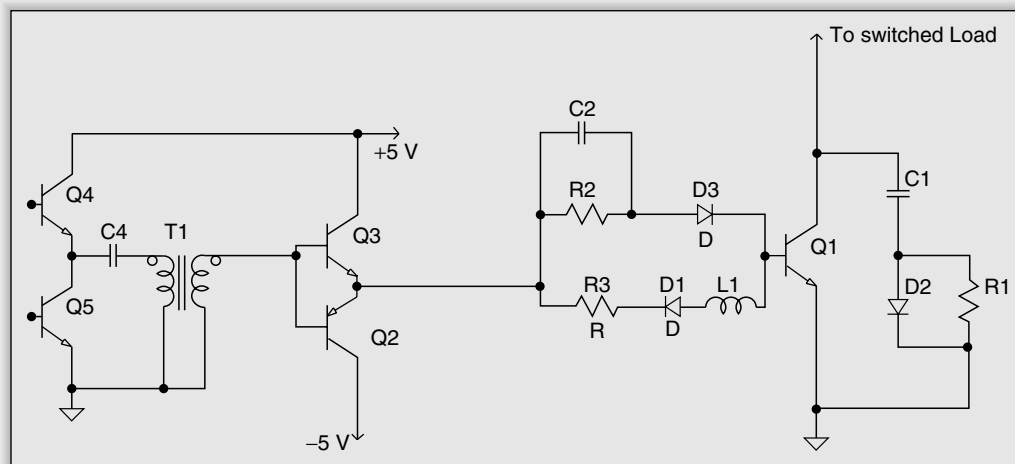 To switched Load
+5 V
C2
Q4
C4
T1
Q3
R2
D3
D
C1
Q1
Q5
Q2
R3
R
D1
D
L1
D2
R1
−5 V